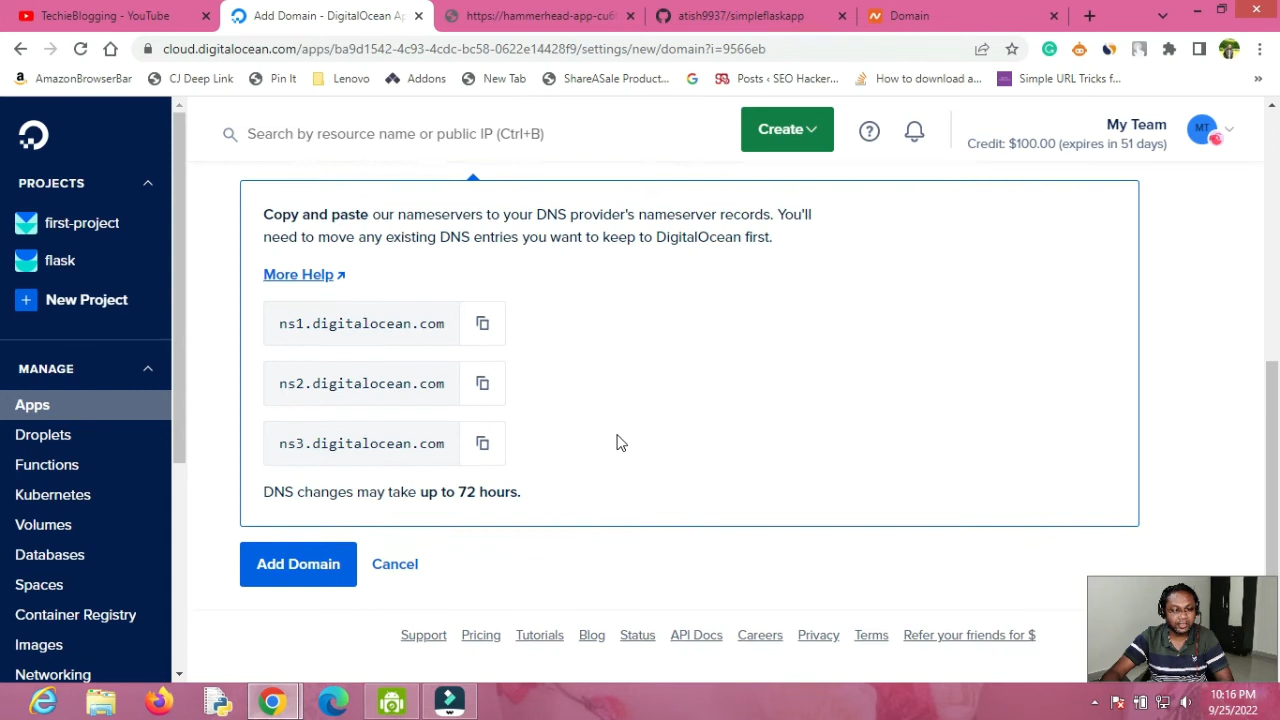 TechieBlogging - YouTube
Add Domain - DigitalOcean Ap
https://hammerhead-app-cu6
atish9937/simpleflaskapp
Domain
cloud.digitalocean.com/apps/ba9d1542-4c93-4cdc-bc58-0622e14428f9/settings/new/domain?i=9566eb
AmazonBrowserBar
CJ Deep Link
Pin It
Lenovo
Addons
New Tab
ShareASale Product...
Posts ‹ SEO Hacker...
How to download a...
Simple URL Tricks f...
»
Search by resource name or public IP (Ctrl+B)
Create
My Team
Credit: $100.00 (expires in 51 days)
MT
PROJECTS
first-project
flask
New Project
MANAGE
Apps
Droplets
Functions
Kubernetes
Volumes
Databases
Spaces
Container Registry
Images
Networking
Copy and paste our nameservers to your DNS provider's nameserver records. You'll
need to move any existing DNS entries you want to keep to DigitalOcean first.
More Help
ns1.digitalocean.com
ns2.digitalocean.com
ns3.digitalocean.com
DNS changes may take up to 72 hours.
Add Domain
Cancel
Support
Pricing
Tutorials
Blog
Status
API Docs
Careers
Privacy
Terms
Refer your friends for $
10:16 PM
9/25/2022